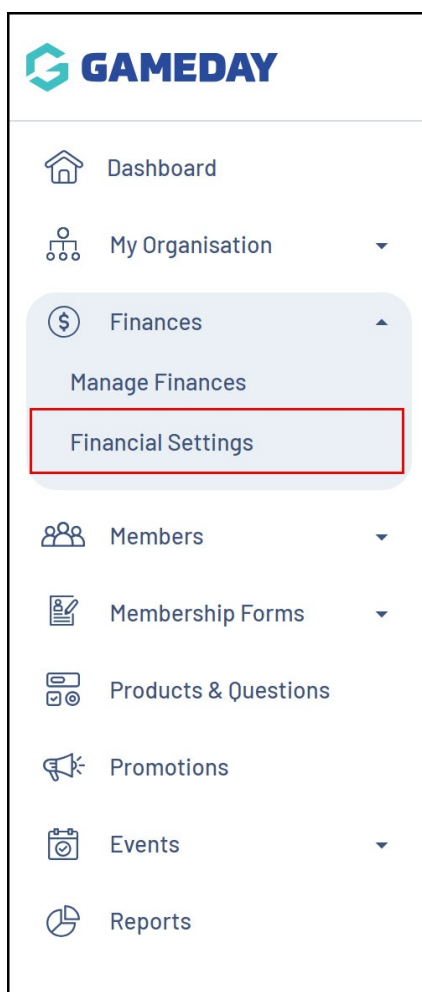 GAMEDAY
Dashboard
My Organisation
Finances
Manage Finances
Financial Settings
Members
Membership Forms
Products & Questions
Promotions
Events
Reports